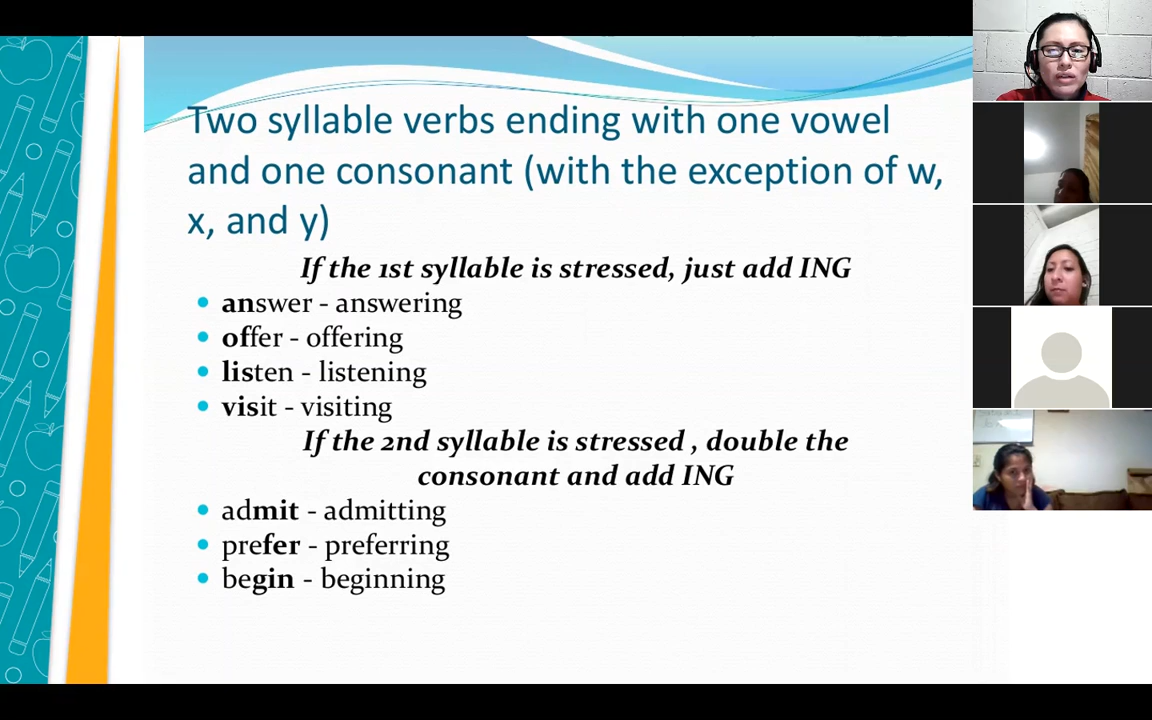 Two syllable verbs ending with one vowel
and one consonant (with the exception of w,
x, and y)
If the 1st syllable is stressed, just add ING
answer - answering
offer - offering
listen - listening
visit - visiting
If the 2nd syllable is stressed , double the
consonant and add ING
admit - admitting
prefer - preferring
begin - beginning